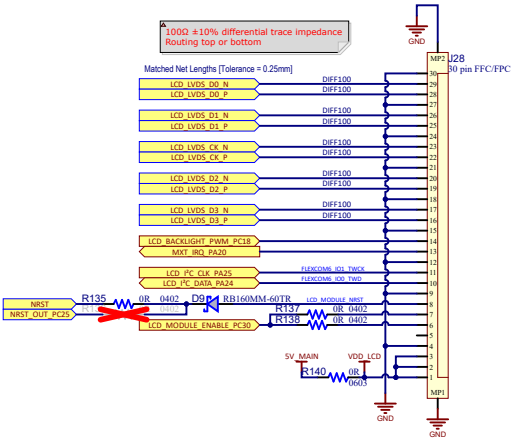 100Ω ±10% differential trace impedance
Routing top or bottom
GND
MP2
J28
30 pin FFC/FPC
Matched Net Lengths [Tolerance = 0.25mm]
30
LCD_LVDS_D0_N DIFF100 29
LCD_LVDS_D0_P DIFF100 28
27
LCD_LVDS_D1_N DIFF100 26
LCD_LVDS_D1_P DIFF100 25
24
LCD_LVDS_CK_N DIFF100 23
LCD_LVDS_CK_P DIFF100 22
21
LCD_LVDS_D2_N DIFF100 20
LCD_LVDS_D2_P DIFF100 19
18
LCD_LVDS_D3_N DIFF100 17
LCD_LVDS_D3_P DIFF100 16
15
LCD_BACKLIGHT_PWM_PC18 14
MXT_IRQ_PA20 13
12
LCD_I²C_CLK_PA25 FLEXCOM6_IO1_TWCK 11
LCD_I²C_DATA_PA24 FLEXCOM6_IO0_TWD 10
9
NRST R135 0R 0402 D9 RB160MM-60TR LCD_MODULE_NRST 8
NRST_OUT_PC25 0R 0402 R137 0R 0402 7
LCD_MODULE_ENABLE_PC30 R138 0R 0402 6
5
4
5V_MAIN VDD_LCD 3
2
R140 0R 0603 1
MP1
GND
GND